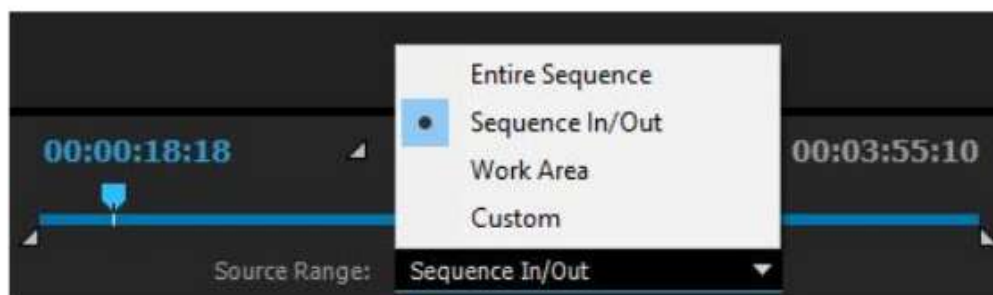 Entire Sequence
Sequence In/Out
00:00:18:18
00:03:55:10
Work Area
Custom
Source Range: Sequence In/Out